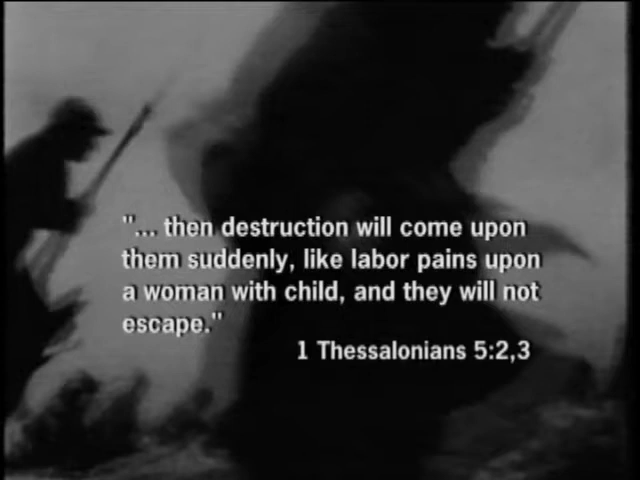 "... then destruction will come upon
them suddenly, like labor pains upon
a woman with child, and they will not
escape."
1 Thessalonians 5:2,3